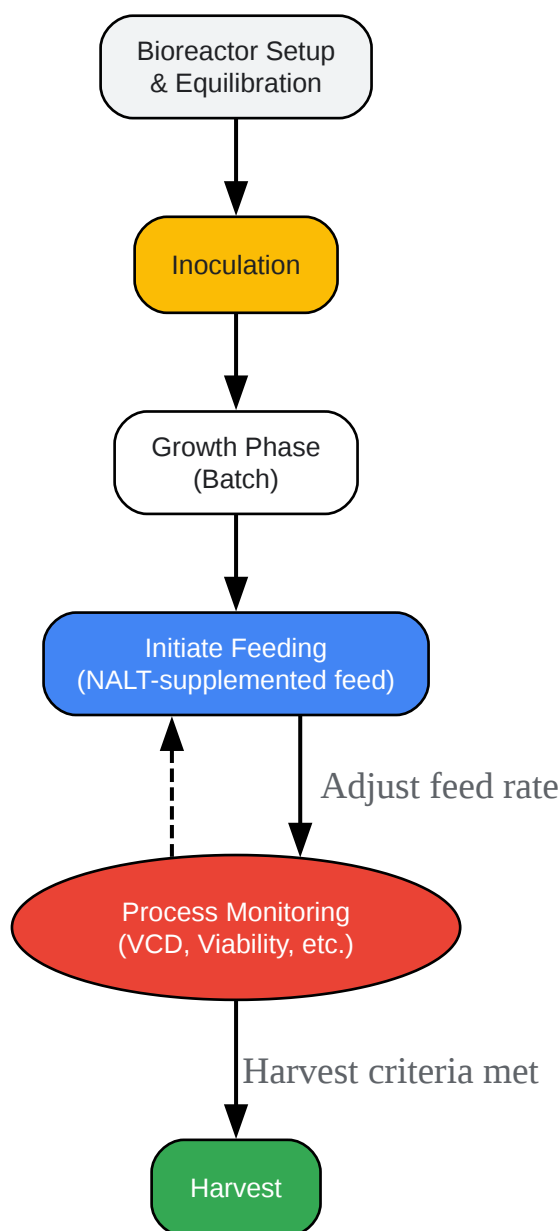 Bioreactor Setup
& Equilibration
Inoculation
Growth Phase
(Batch)
Initiate Feeding
(NALT-supplemented feed)
Adjust feed rate
Process Monitoring
(VCD, Viability, etc.)
Harvest criteria met
Harvest